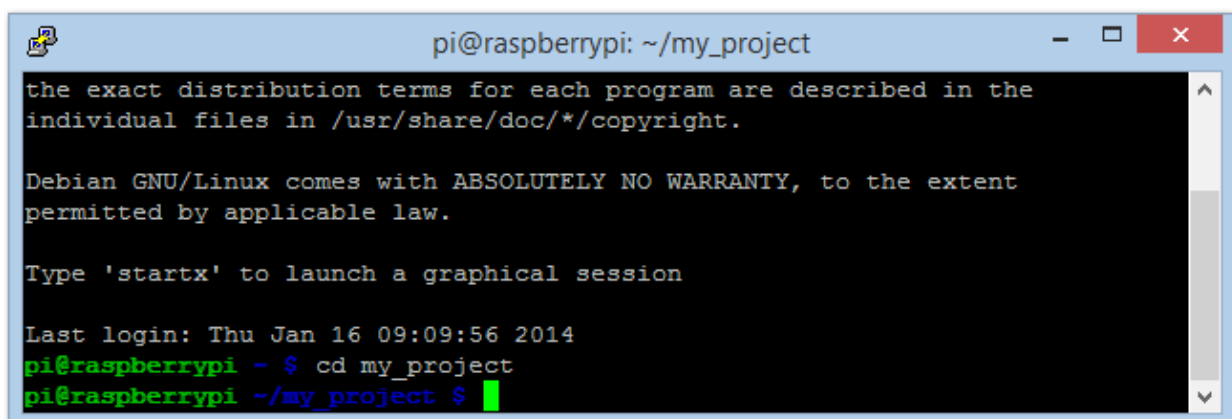 pi@raspberrypi: ~/my_project
the exact distribution terms for each program are described in the
individual files in /usr/share/doc/*/copyright.
Debian GNU/Linux comes with ABSOLUTELY NO WARRANTY, to the extent
permitted by applicable law.
Type 'startx' to launch a graphical session
Last login: Thu Jan 16 09:09:56 2014
pi@raspberrypi ~ $ cd my_project
pi@raspberrypi ~/my_project $